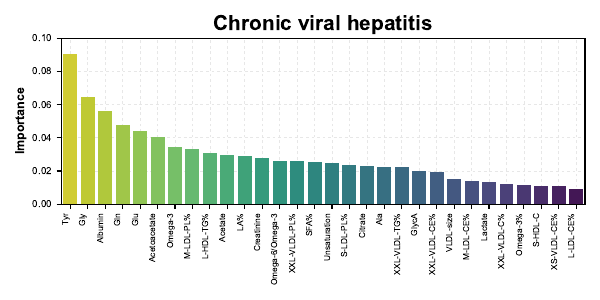 Chronic viral hepatitis
Importance
0.10
0.08
0.06
0.04
0.02
0.00
Tyr
Gly
Albumin
Gln
Glu
Acetoacetate
Omega-3
M-LDL-PL%
L-HDL-TG%
Acetate
LA%
Creatinine
Omega-6/Omega-3
XXL-VLDL-PL%
SFA%
Unsaturation
S-LDL-PL%
Citrate
Ala
XXL-VLDL-TG%
GlycA
XXL-VLDL-CE%
VLDL-size
M-LDL-CE%
Lactate
XXL-VLDL-C%
Omega-3%
S-HDL-C
XS-VLDL-CE%
L-LDL-CE%